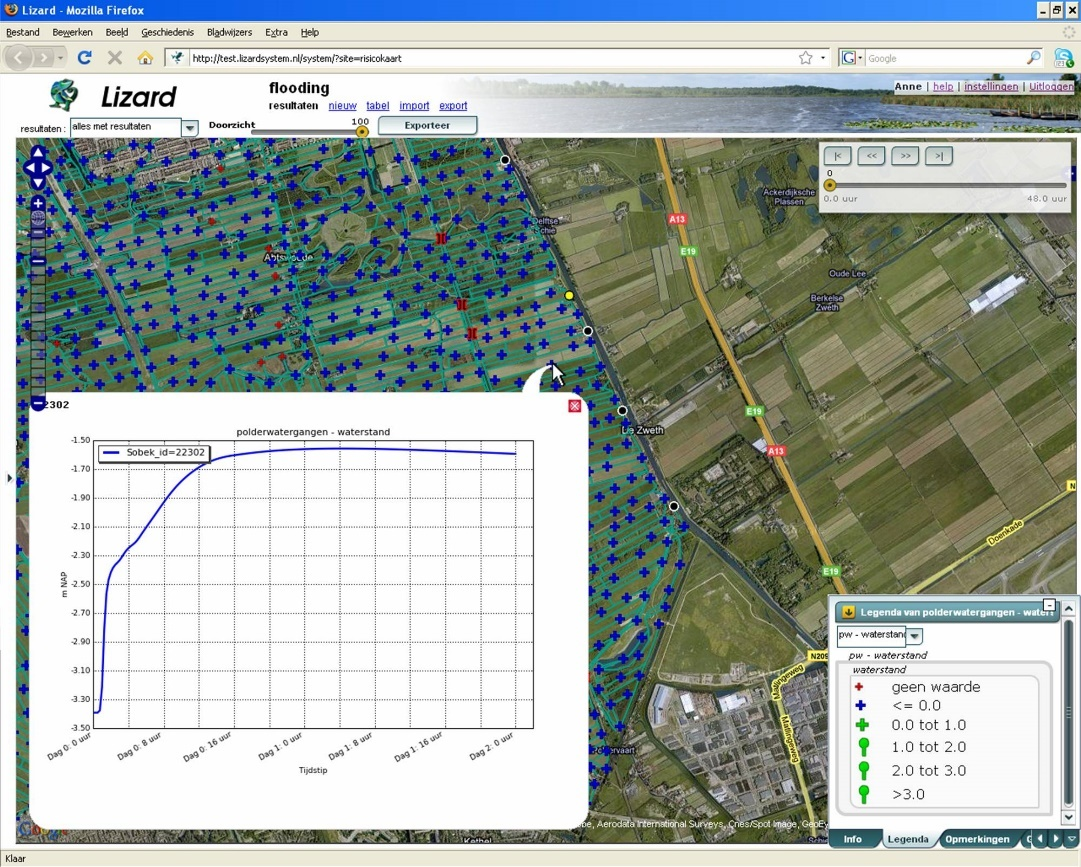 Lizard - Mozilla Firefox
Bestand Bewerken Beeld Geschiedenis Bladwijzers Extra Help
http://test.lizardsystem.nl/system/?site=risicokaart
Google
Lizard
flooding
Anne | help | instellingen | Uitloggen
resultaten nieuw tabel import export
resultaten : alles met resultaten
Doorzicht 100
Exporteer
|< << >> >|
0
0.0 uur 48.0 uur
Ackerdijksche
Plassen
A13
Delftse
Schie
E19
Abtswoude
Oude Lee
Berkelse
Zweth
2302
E19
De Zweth
A13
polderwatergangen - waterstand
Sobek_id=22302
-1.50
-1.70
-1.90
-2.10
-2.30
-2.50
-2.70
-2.90
-3.10
-3.30
-3.50
m NAP
Dag 0: 0 uur
Dag 0: 8 uur
Dag 0: 16 uur
Dag 1: 0 uur
Dag 1: 8 uur
Dag 1: 16 uur
Dag 2: 0 uur
Tijdstip
N
Doenkade
E19
N209
Matlingeweg
Matlingeweg
Legenda van polderwatergangen - water
pw - waterstand
pw - waterstand
waterstand
geen waarde
<= 0.0
0.0 tot 1.0
1.0 tot 2.0
2.0 tot 3.0
>3.0
Aerodata International Surveys, Cnes/Spot Image, GeoEy
Info Legenda Opmerkingen
Kethel
Klaar